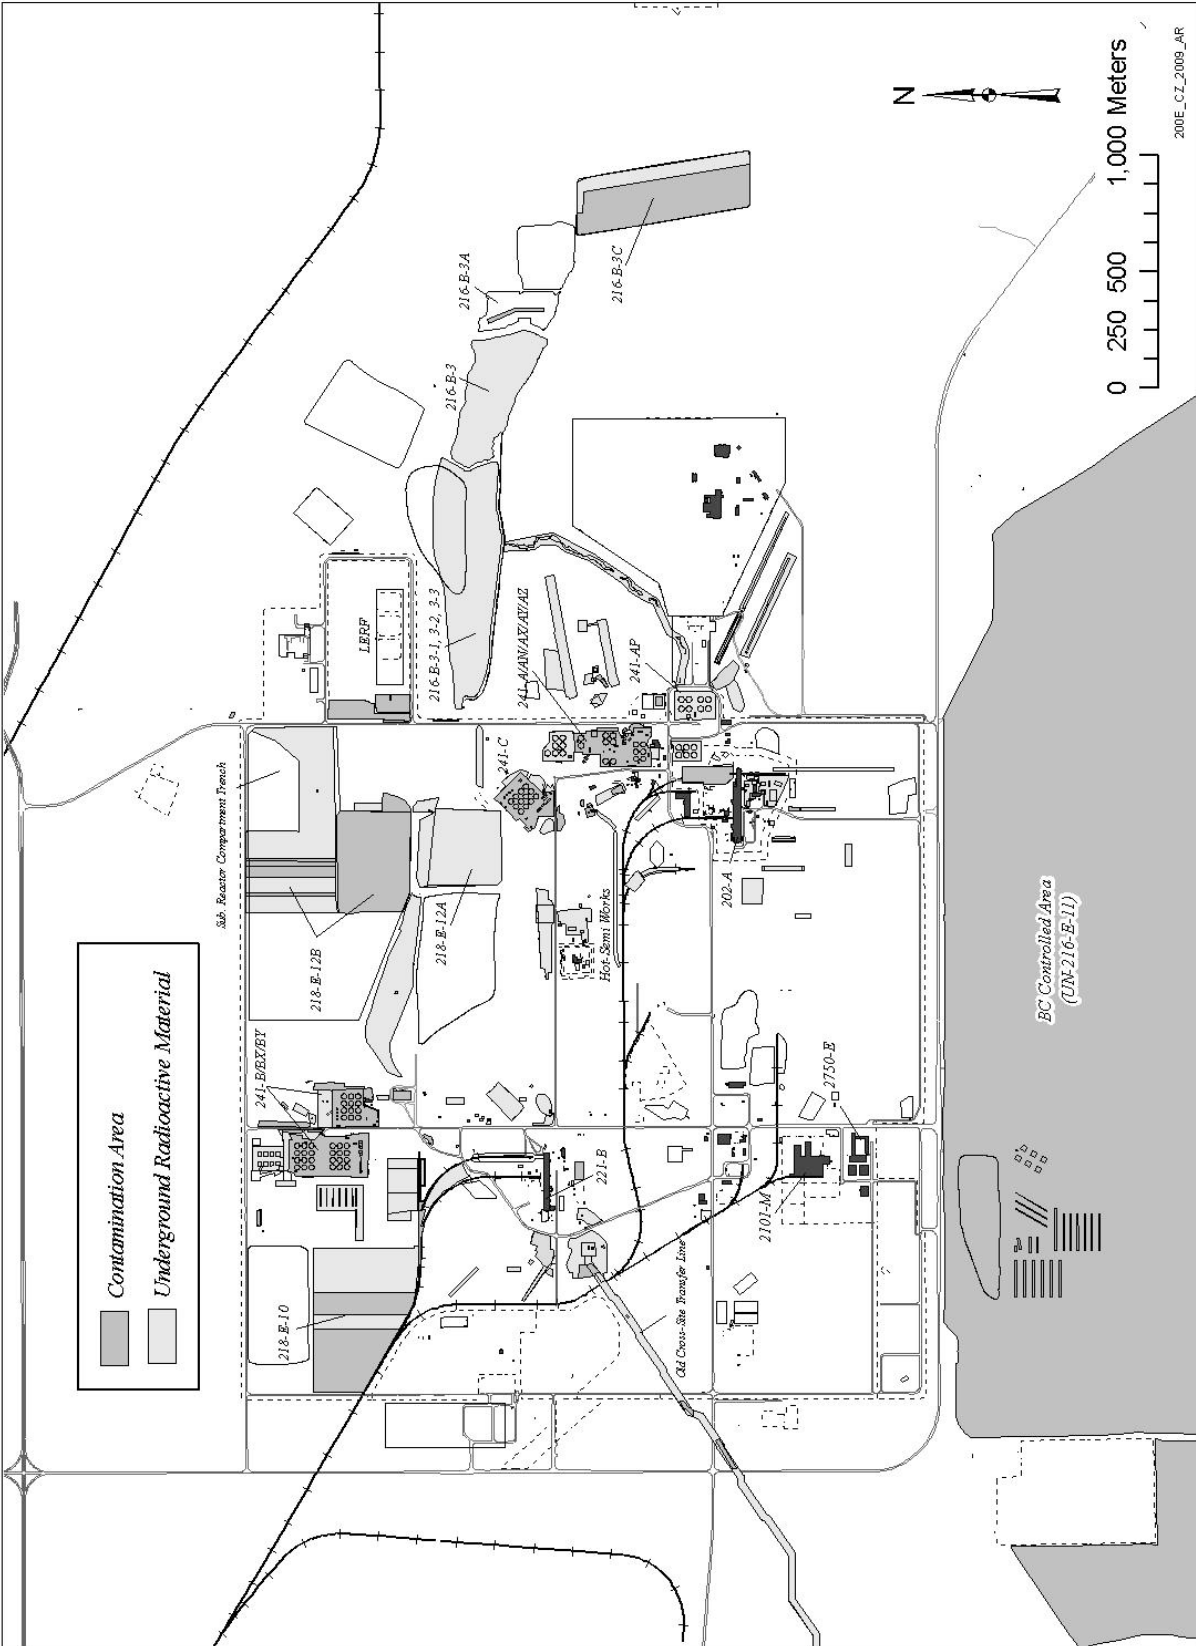 Contamination Area
Underground Radioactive Material
Sub. Reactor Compartment Trench
LERF
216-B-3A
216-B-3
216-B-3C
216-B-3-1, 3-2, 3-3
241-A/AN/AX/AY/AZ
241-AP
241-C
218-E-12B
218-E-12A
241-B/BX/BY
218-E-10
Hot-Semi Works
202-A
221-B
2750-E
2101-M
Old Cross-Site Transfer Line
BC Controlled Area
(UN-216-E-11)
N
0 250 500 1,000 Meters
200E_CZ_2009_AR